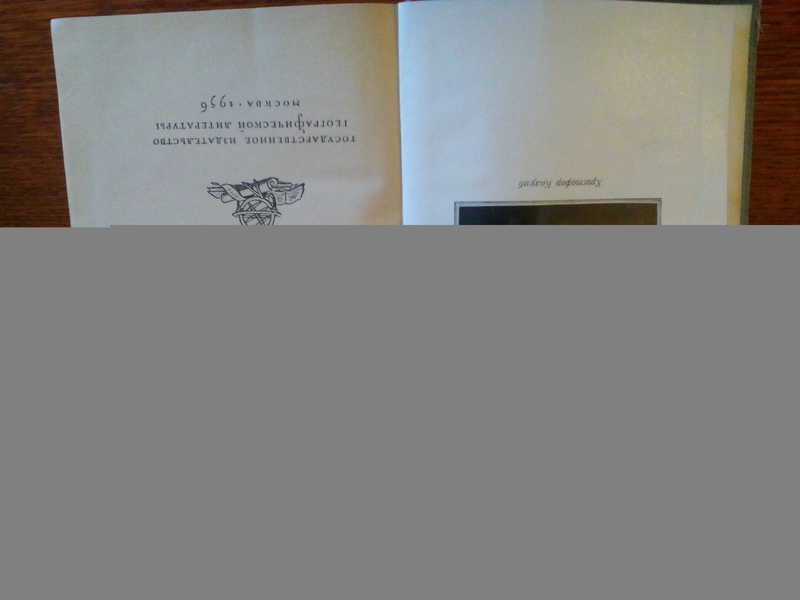 Христофор Колумб
ГОСУДАРСТВЕННОЕ ИЗДАТЕЛЬСТВО
ГЕОГРАФИЧЕСКОЙ ЛИТЕРАТУРЫ
МОСКВА · 1956